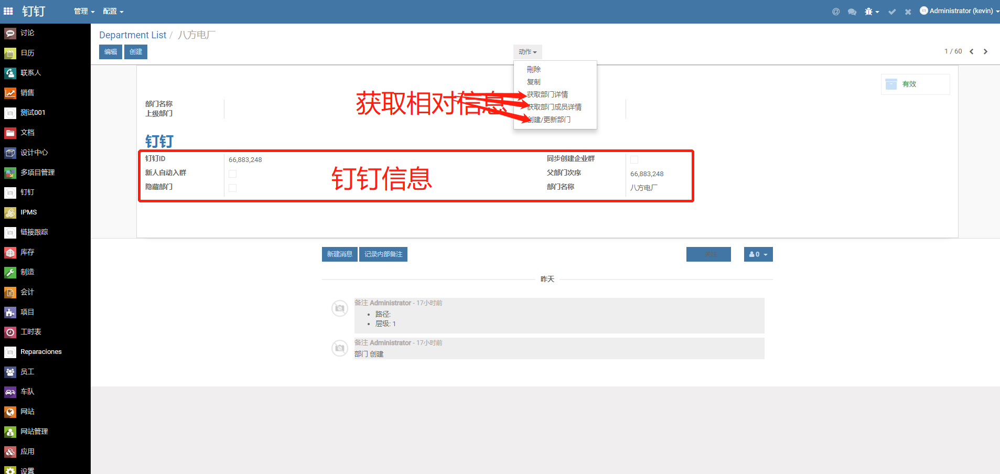 钉钉 管理 配置 @ Administrator (kevin)
讨论
日历
联系人
销售
测试001
文档
设计中心
多项目管理
钉钉
IPMS
链接跟踪
库存
制造
会计
项目
工时表
Reparaciones
员工
车队
网站
网站管理
应用
设置
Department List / 八方电厂
编辑 创建 动作 1 / 60
刪除
复制
获取部门详情
获取部门成员详情
创建/更新部门
有效
获取相对信息
部门名称
上级部门
钉钉
钉钉ID 66,883,248 同步创建企业群
新人自动入群 父部门次序 66,883,248
隐藏部门 部门名称 八方电厂
钉钉信息
新建消息 记录内部备注 关注 0
昨天
备注 Administrator - 17小时前
• 路径:
• 层级: 1
备注 Administrator - 17小时前
部门 创建